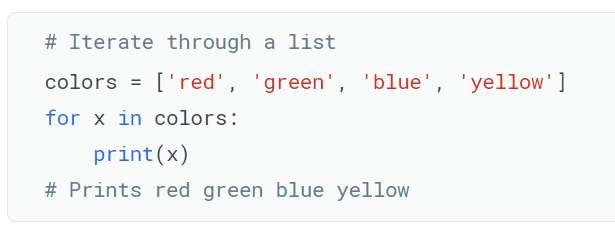 # Iterate through a list
colors = ['red', 'green', 'blue', 'yellow']
for x in colors:
    print(x)
# Prints red green blue yellow